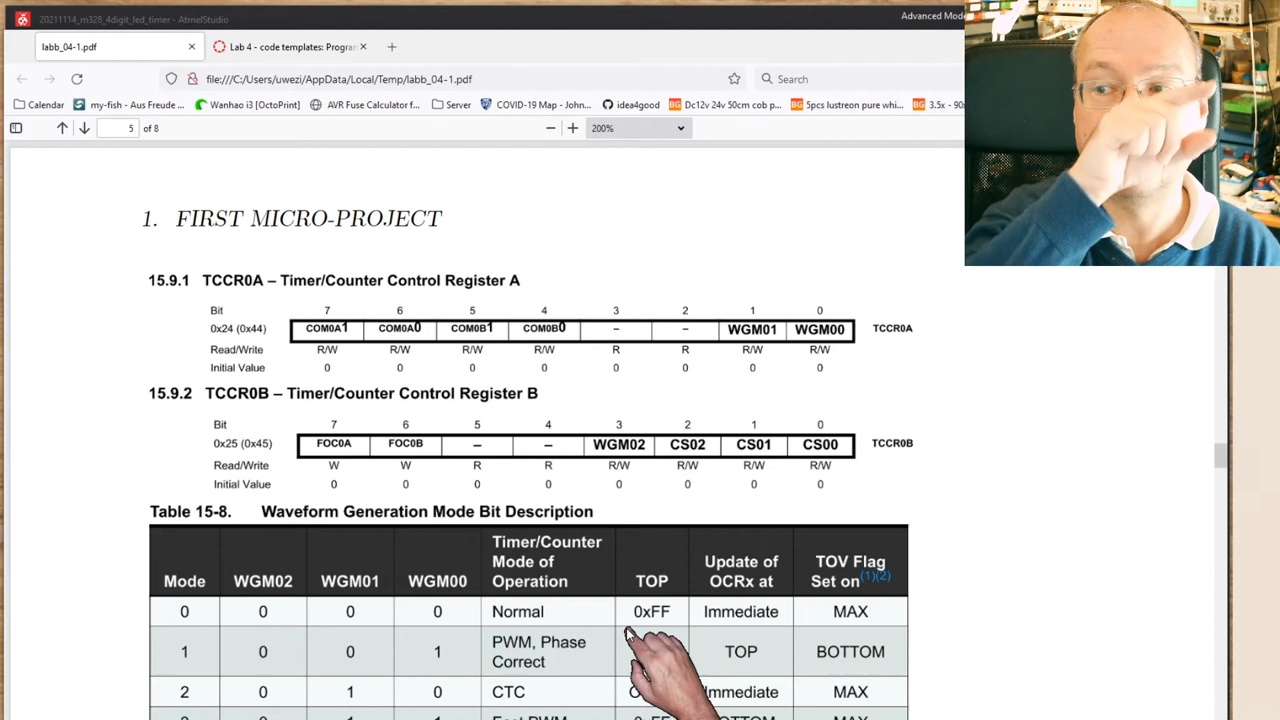 20211114_m328_4digit_led_timer - AtmelStudio
Advanced Mode
labb_04-1.pdf × Lab 4 - code templates: Progra × +
file:///C:/Users/uwezi/AppData/Local/Temp/labb_04-1.pdf Search
Calendar my-fish - Aus Freude ... Wanhao i3 [OctoPrint] AVR Fuse Calculator f... Server COVID-19 Map - John... idea4good Dc12v 24v 50cm cob p... 5pcs lustreon pure whi... 3.5x - 90x
5 of 8 — + 200%
1. FIRST MICRO-PROJECT
15.9.1 TCCR0A – Timer/Counter Control Register A
Bit 7 6 5 4 3 2 1 0
0x24 (0x44) COM0A1 COM0A0 COM0B1 COM0B0 – – WGM01 WGM00 TCCR0A
Read/Write R/W R/W R/W R/W R R R/W R/W
Initial Value 0 0 0 0 0 0 0 0
15.9.2 TCCR0B – Timer/Counter Control Register B
Bit 7 6 5 4 3 2 1 0
0x25 (0x45) FOC0A FOC0B – – WGM02 CS02 CS01 CS00 TCCR0B
Read/Write W W R R R/W R/W R/W R/W
Initial Value 0 0 0 0 0 0 0 0
Table 15-8. Waveform Generation Mode Bit Description
Timer/Counter
Mode of Update of TOV Flag
Mode WGM02 WGM01 WGM00 Operation TOP OCRx at Set on(1)(2)
0 0 0 0 Normal 0xFF Immediate MAX
PWM, Phase
1 0 0 1 Correct TOP BOTTOM
2 0 1 0 CTC Immediate MAX